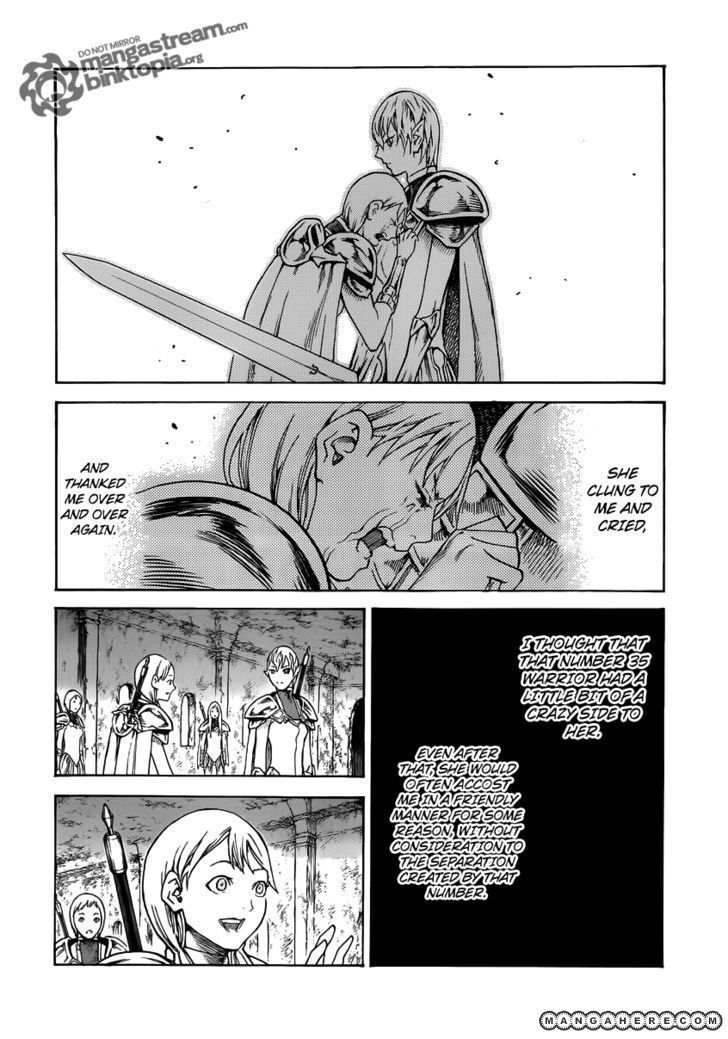 DO NOT MIRROR
mangastream.com
binktopia.org
SHE
CLUNG TO
ME AND
CRIED,
AND
THANKED
ME OVER
AND OVER
AGAIN.
I THOUGHT THAT
THAT NUMBER 35
WARRIOR HAD A
LITTLE BIT OF A
CRAZY SIDE TO
HER.
EVEN AFTER
THAT, SHE WOULD
OFTEN ACCOST
ME IN A FRIENDLY
MANNER FOR SOME
REASON, WITHOUT
CONSIDERATION TO
THE SEPARATION
CREATED BY THAT
NUMBER.
MANGAHERE.COM